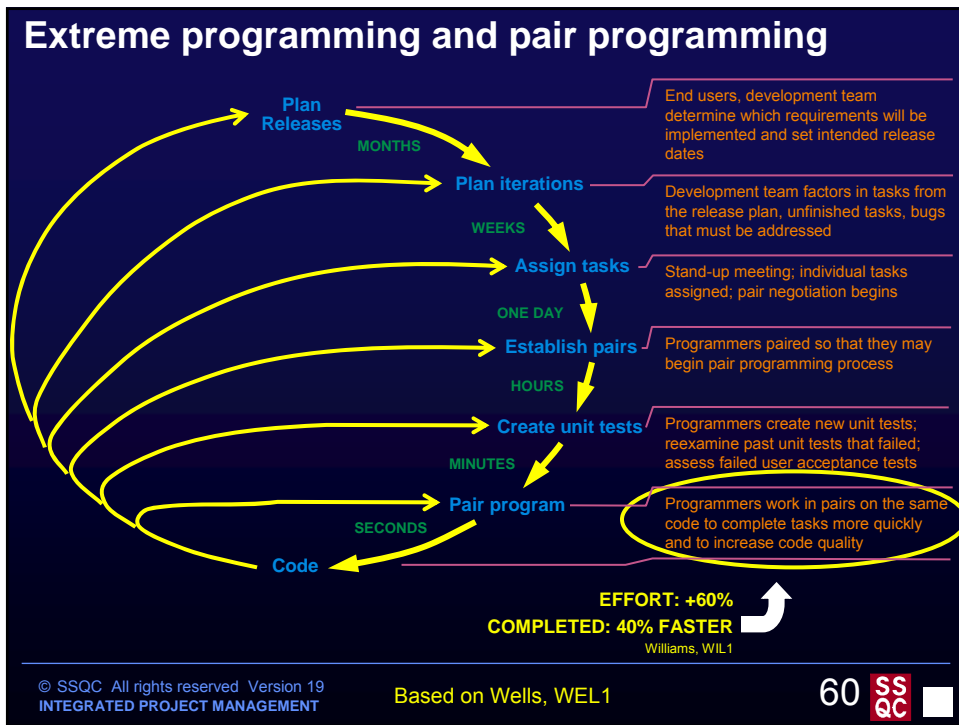 Extreme programming and pair programming
Plan
Releases
End users, development team
determine which requirements will be
implemented and set intended release
dates
MONTHS
Plan iterations
Development team factors in tasks from
the release plan, unfinished tasks, bugs
that must be addressed
WEEKS
Assign tasks
Stand-up meeting; individual tasks
assigned; pair negotiation begins
ONE DAY
Establish pairs
Programmers paired so that they may
begin pair programming process
HOURS
Create unit tests
Programmers create new unit tests;
reexamine past unit tests that failed;
assess failed user acceptance tests
MINUTES
Pair program
Programmers work in pairs on the same
code to complete tasks more quickly
and to increase code quality
SECONDS
Code
EFFORT: +60%
COMPLETED: 40% FASTER
Williams, WIL1
© SSQC All rights reserved Version 19
INTEGRATED PROJECT MANAGEMENT
Based on Wells, WEL1
60
SS
QC